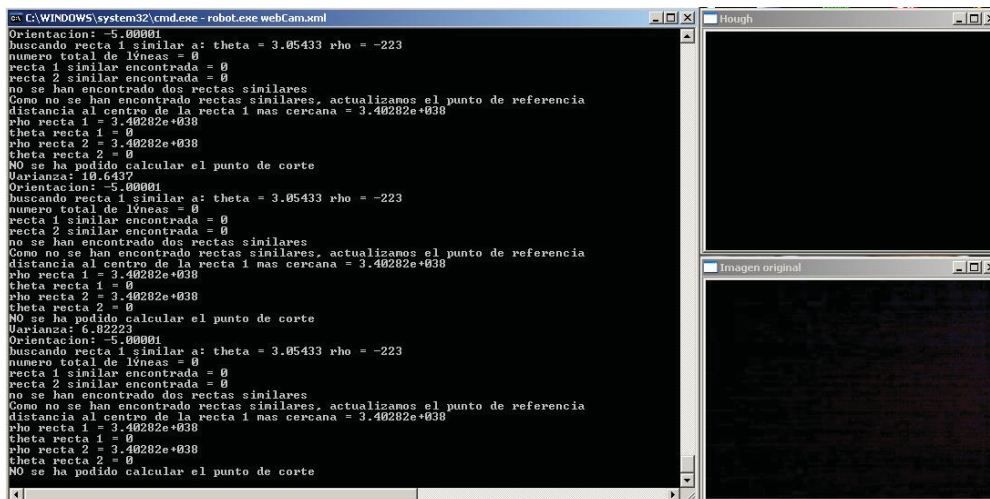 C:\WINDOWS\system32\cmd.exe - robot.exe webCam.xml
Orientacion: -5.00001
buscando recta 1 similar a: theta = 3.05433 rho = -223
numero total de lÝneas = 0
recta 1 similar encontrada = 0
recta 2 similar encontrada = 0
no se han encontrado dos rectas similares
Como no se han encontrado rectas similares, actualizamos el punto de referencia
distancia al centro de la recta 1 mas cercana = 3.40282e+038
rho recta 1 = 3.40282e+038
theta recta 1 = 0
rho recta 2 = 3.40282e+038
theta recta 2 = 0
NO se ha podido calcular el punto de corte
Varianza: 10.6437
Orientacion: -5.00001
buscando recta 1 similar a: theta = 3.05433 rho = -223
numero total de lÝneas = 0
recta 1 similar encontrada = 0
recta 2 similar encontrada = 0
no se han encontrado dos rectas similares
Como no se han encontrado rectas similares, actualizamos el punto de referencia
distancia al centro de la recta 1 mas cercana = 3.40282e+038
rho recta 1 = 3.40282e+038
theta recta 1 = 0
rho recta 2 = 3.40282e+038
theta recta 2 = 0
NO se ha podido calcular el punto de corte
Varianza: 6.82223
Orientacion: -5.00001
buscando recta 1 similar a: theta = 3.05433 rho = -223
numero total de lÝneas = 0
recta 1 similar encontrada = 0
recta 2 similar encontrada = 0
no se han encontrado dos rectas similares
Como no se han encontrado rectas similares, actualizamos el punto de referencia
distancia al centro de la recta 1 mas cercana = 3.40282e+038
rho recta 1 = 3.40282e+038
theta recta 1 = 0
rho recta 2 = 3.40282e+038
theta recta 2 = 0
NO se ha podido calcular el punto de corte
Hough
Imagen original